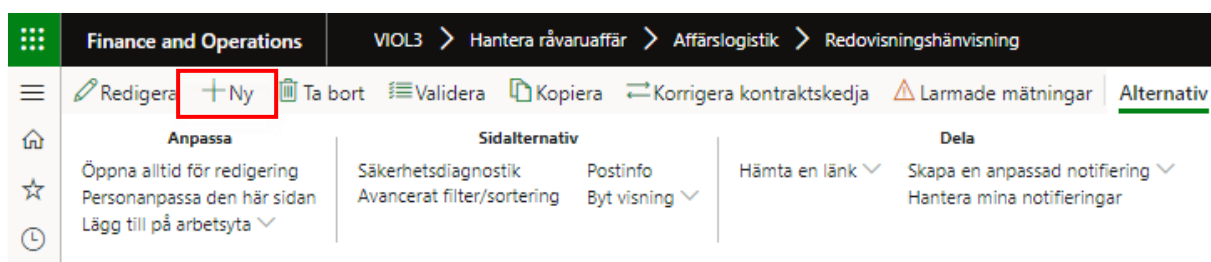 Finance and Operations VIOL3 > Hantera råvaruaffär > Affärslogistik > Redovisningshänvisning
Redigera Ny Ta bort Validera Kopiera Korrigera kontraktskedja Larmade mätningar Alternativ
Anpassa Sidalternativ Dela
Öppna alltid för redigering Säkerhetsdiagnostik Postinfo Hämta en länk Skapa en anpassad notifiering
Personanpassa den här sidan Avancerat filter/sortering Byt visning Hantera mina notifieringar
Lägg till på arbetsyta